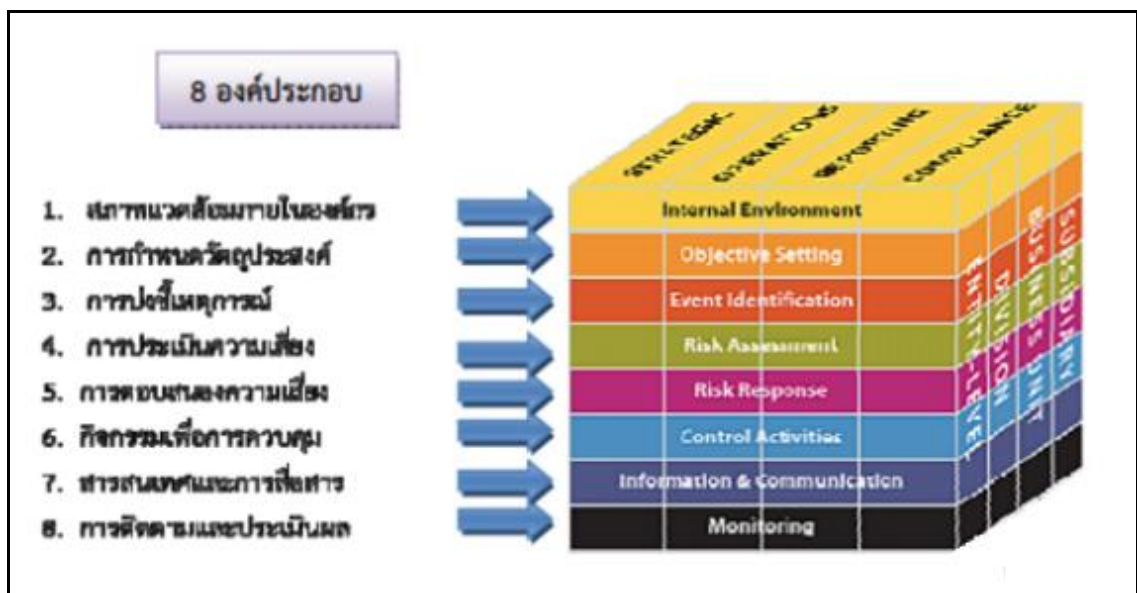 8 องค์ประกอบ
1. สภาพแวดล้อมภายในองค์กร
2. การกำหนดวัตถุประสงค์
3. การบ่งชี้เหตุการณ์
4. การประเมินความเสี่ยง
5. การตอบสนองความเสี่ยง
6. กิจกรรมเพื่อการควบคุม
7. สารสนเทศและการสื่อสาร
8. การติดตามและประเมินผล
STRATEGIC
OPERATIONS
REPORTING
COMPLIANCE
Internal Environment
Objective Setting
Event Identification
Risk Assessment
Risk Response
Control Activities
Information & Communication
Monitoring
ENTITY-LEVEL
DIVISION
BUSINESS UNIT
SUBSIDIARY